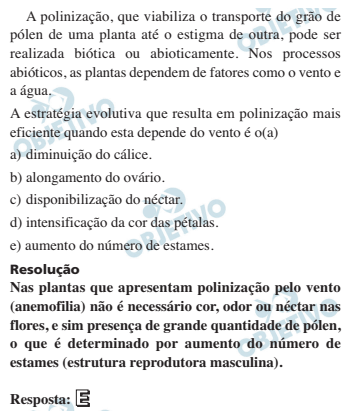 A polinização, que viabiliza o transporte do grão de
pólen de uma planta até o estigma de outra, pode ser
realizada biótica ou abioticamente. Nos processos
abióticos, as plantas dependem de fatores como o vento e
a água.
A estratégia evolutiva que resulta em polinização mais
eficiente quando esta depende do vento é o(a)
a) diminuição do cálice.
b) alongamento do ovário.
c) disponibilização do néctar.
d) intensificação da cor das pétalas.
e) aumento do número de estames.
Resolução
Nas plantas que apresentam polinização pelo vento
(anemofilia) não é necessário cor, odor ou néctar nas
flores, e sim presença de grande quantidade de pólen,
o que é determinado por aumento do número de
estames (estrutura reprodutora masculina).
Resposta: E
OBJETIVO
OBJETIVO
OBJETIVO
OBJETIVO